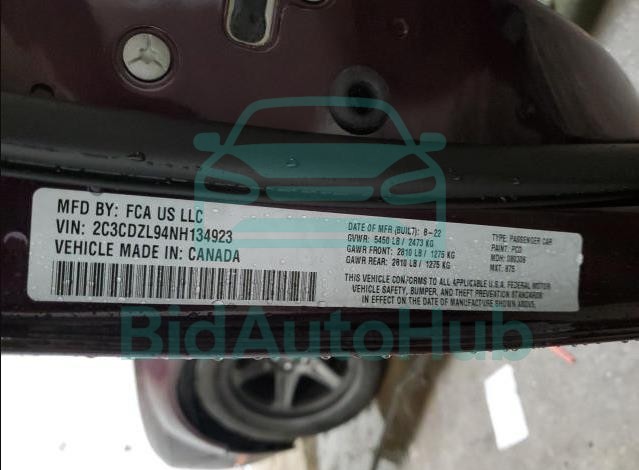 MFD BY: FCA US LLC
VIN: 2C3CDZL94NH134923
VEHICLE MADE IN: CANADA
DATE OF MFR (BUILT): 8-22
GVWR: 5450 LB / 2473 KG
GAWR FRONT: 2810 LB / 1275 KG
GAWR REAR: 2810 LB / 1275 KG
TYPE: PASSENGER CAR
PAINT:
MDH:
MAT: 875
THIS VEHICLE CONFORMS TO ALL APPLICABLE U.S.A. FEDERAL MOTOR
VEHICLE SAFETY, BUMPER, AND THEFT PREVENTION STANDARDS
IN EFFECT ON THE DATE OF MANUFACTURE SHOWN ABOVE.
BidAutoHub